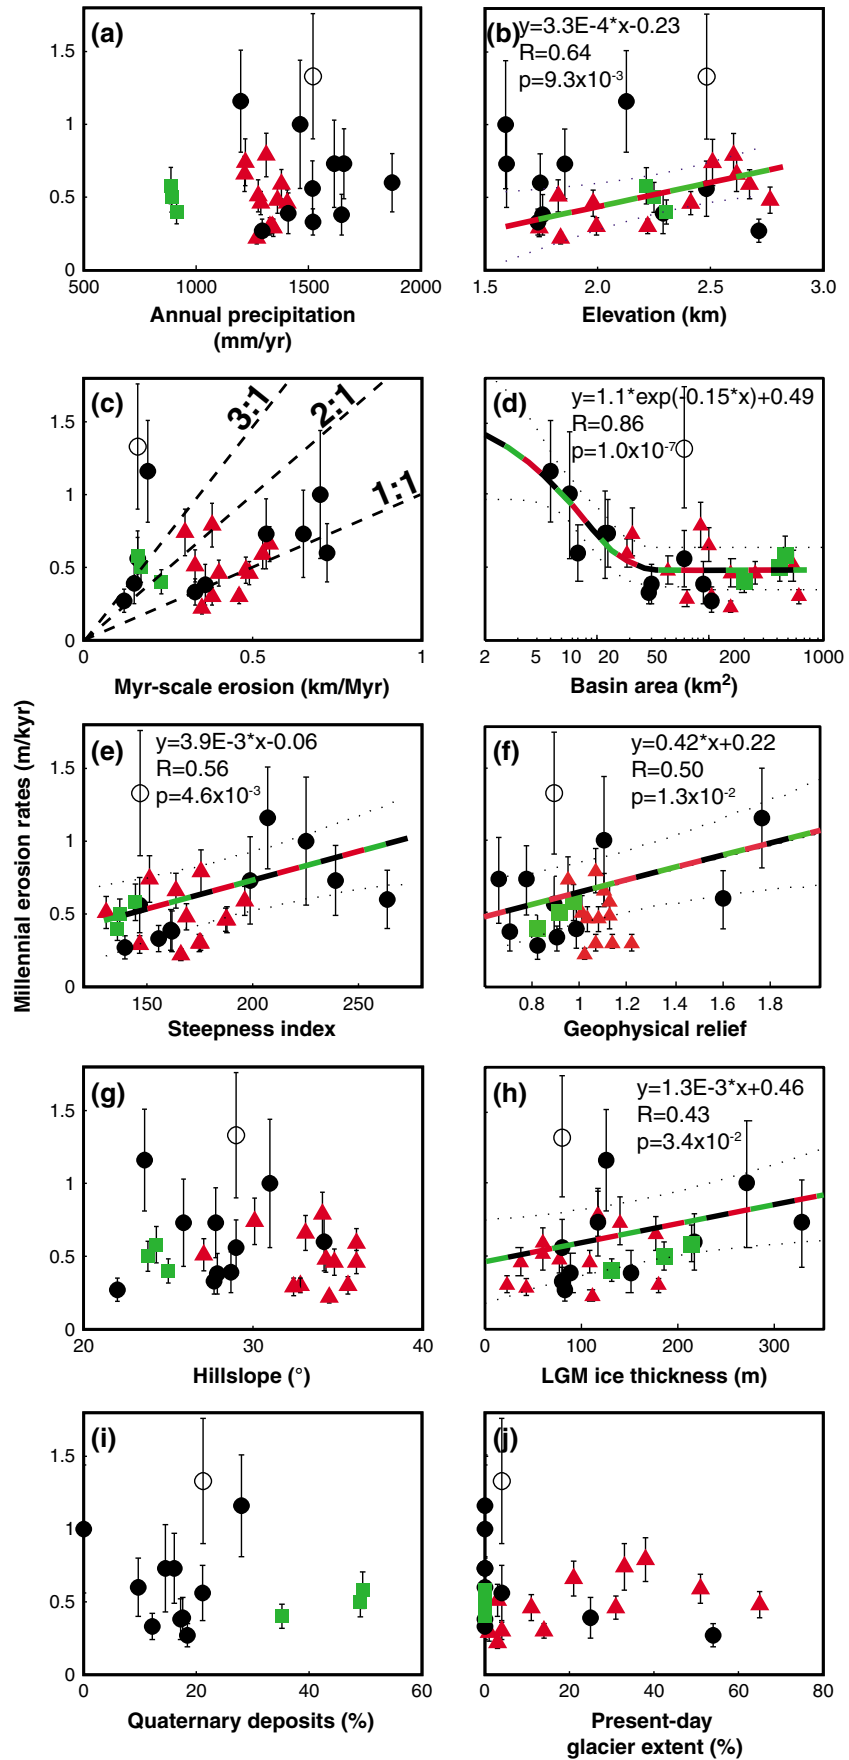 Millennial erosion rates (m/kyr)
(a)
1.5
1
0.5
0
500 1000 1500 2000
Annual precipitation
(mm/yr)
(b)
y=3.3E-4*x-0.23
R=0.64
p=9.3x10-3
1.5 2.0 2.5 3.0
Elevation (km)
(c)
3:1
2:1
1:1
1.5
1
0.5
0
0 0.5 1
Myr-scale erosion (km/Myr)
(d)
y=1.1*exp(-0.15*x)+0.49
R=0.86
p=1.0x10-7
2 5 10 20 50 200 1000
Basin area (km2)
(e)
y=3.9E-3*x-0.06
R=0.56
p=4.6x10-3
1.5
1
0.5
0
150 200 250
Steepness index
(f)
y=0.42*x+0.22
R=0.50
p=1.3x10-2
0.8 1 1.2 1.4 1.6 1.8
Geophysical relief
(g)
1.5
1
0.5
0
20 30 40
Hillslope (°)
(h)
y=1.3E-3*x+0.46
R=0.43
p=3.4x10-2
0 100 200 300
LGM ice thickness (m)
(i)
1.5
1
0.5
0
0 20 40 60
Quaternary deposits (%)
(j)
0 20 40 60 80
Present-day
glacier extent (%)